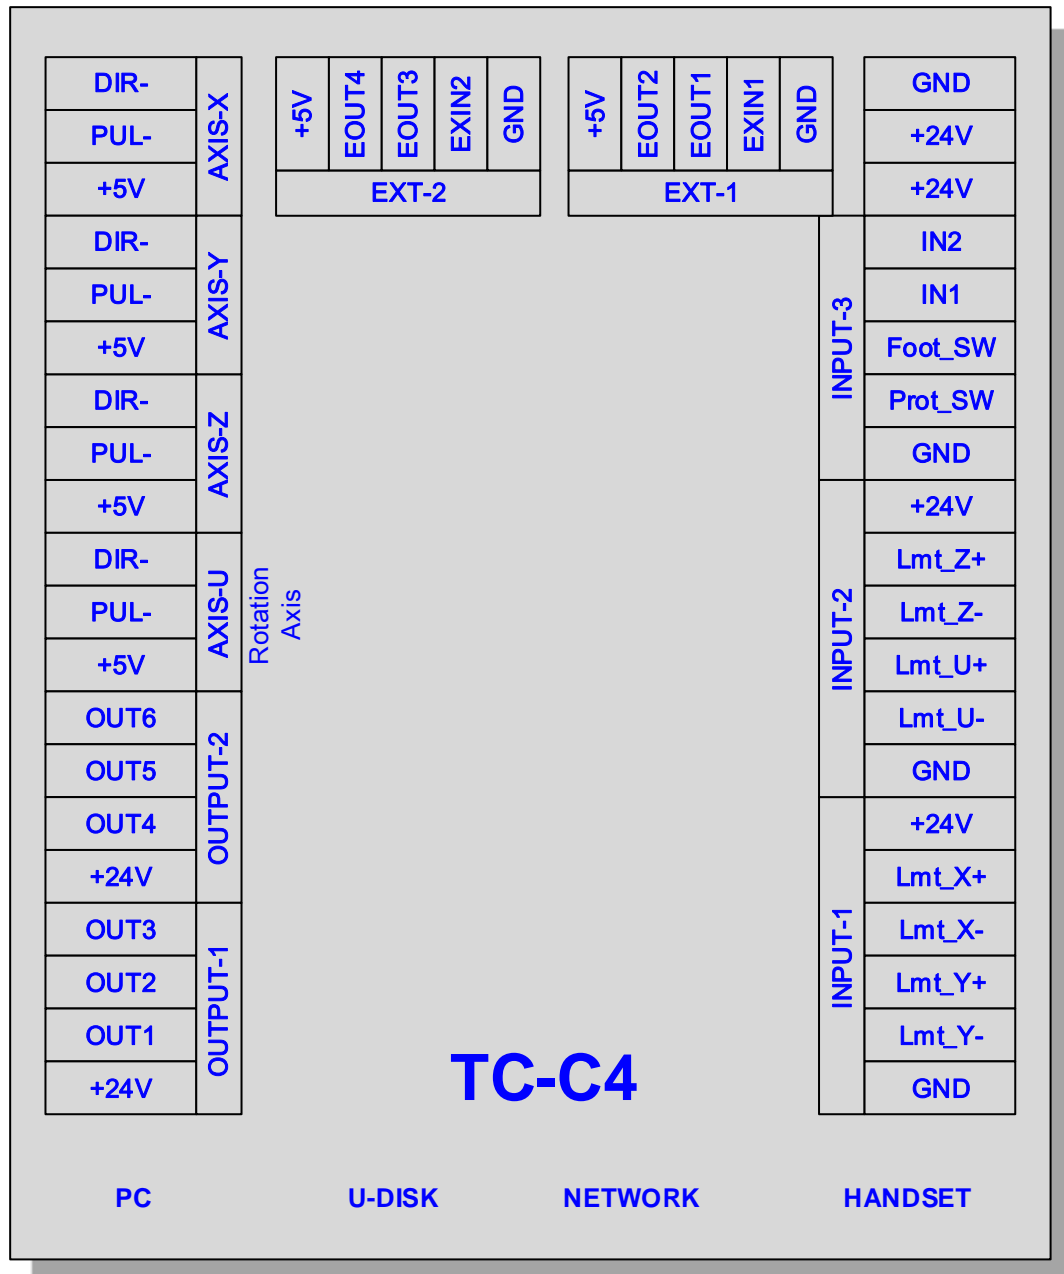 DIR-
PUL-
+5V
AXIS-X
DIR-
PUL-
+5V
AXIS-Y
DIR-
PUL-
+5V
AXIS-Z
DIR-
PUL-
+5V
AXIS-U
Rotation
Axis
OUT6
OUT5
OUT4
+24V
OUTPUT-2
OUT3
OUT2
OUT1
+24V
OUTPUT-1
+5V
EOUT4
EOUT3
EXIN2
GND
EXT-2
+5V
EOUT2
EOUT1
EXIN1
GND
EXT-1
GND
+24V
+24V
INPUT-3
IN2
IN1
Foot_SW
Prot_SW
GND
INPUT-2
+24V
Lmt_Z+
Lmt_Z-
Lmt_U+
Lmt_U-
GND
INPUT-1
+24V
Lmt_X+
Lmt_X-
Lmt_Y+
Lmt_Y-
GND
TC-C4
PC
U-DISK
NETWORK
HANDSET